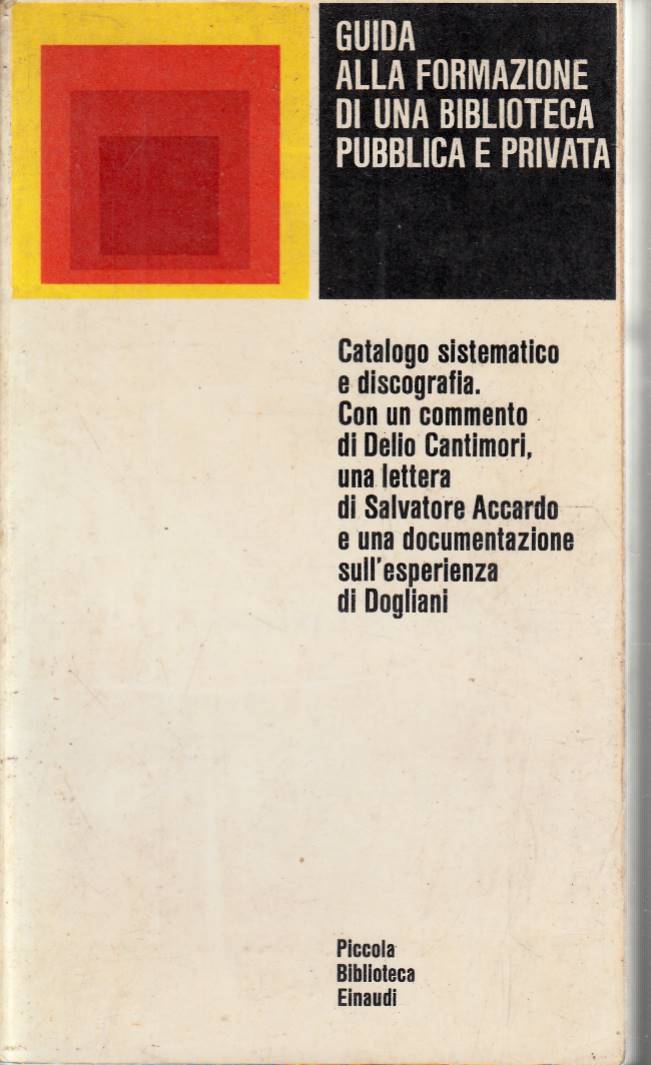 GUIDA
ALLA FORMAZIONE
DI UNA BIBLIOTECA
PUBBLICA E PRIVATA
Catalogo sistematico
e discografia.
Con un commento
di Delio Cantimori,
una lettera
di Salvatore Accardo
e una documentazione
sull'esperienza
di Dogliani
Piccola
Biblioteca
Einaudi